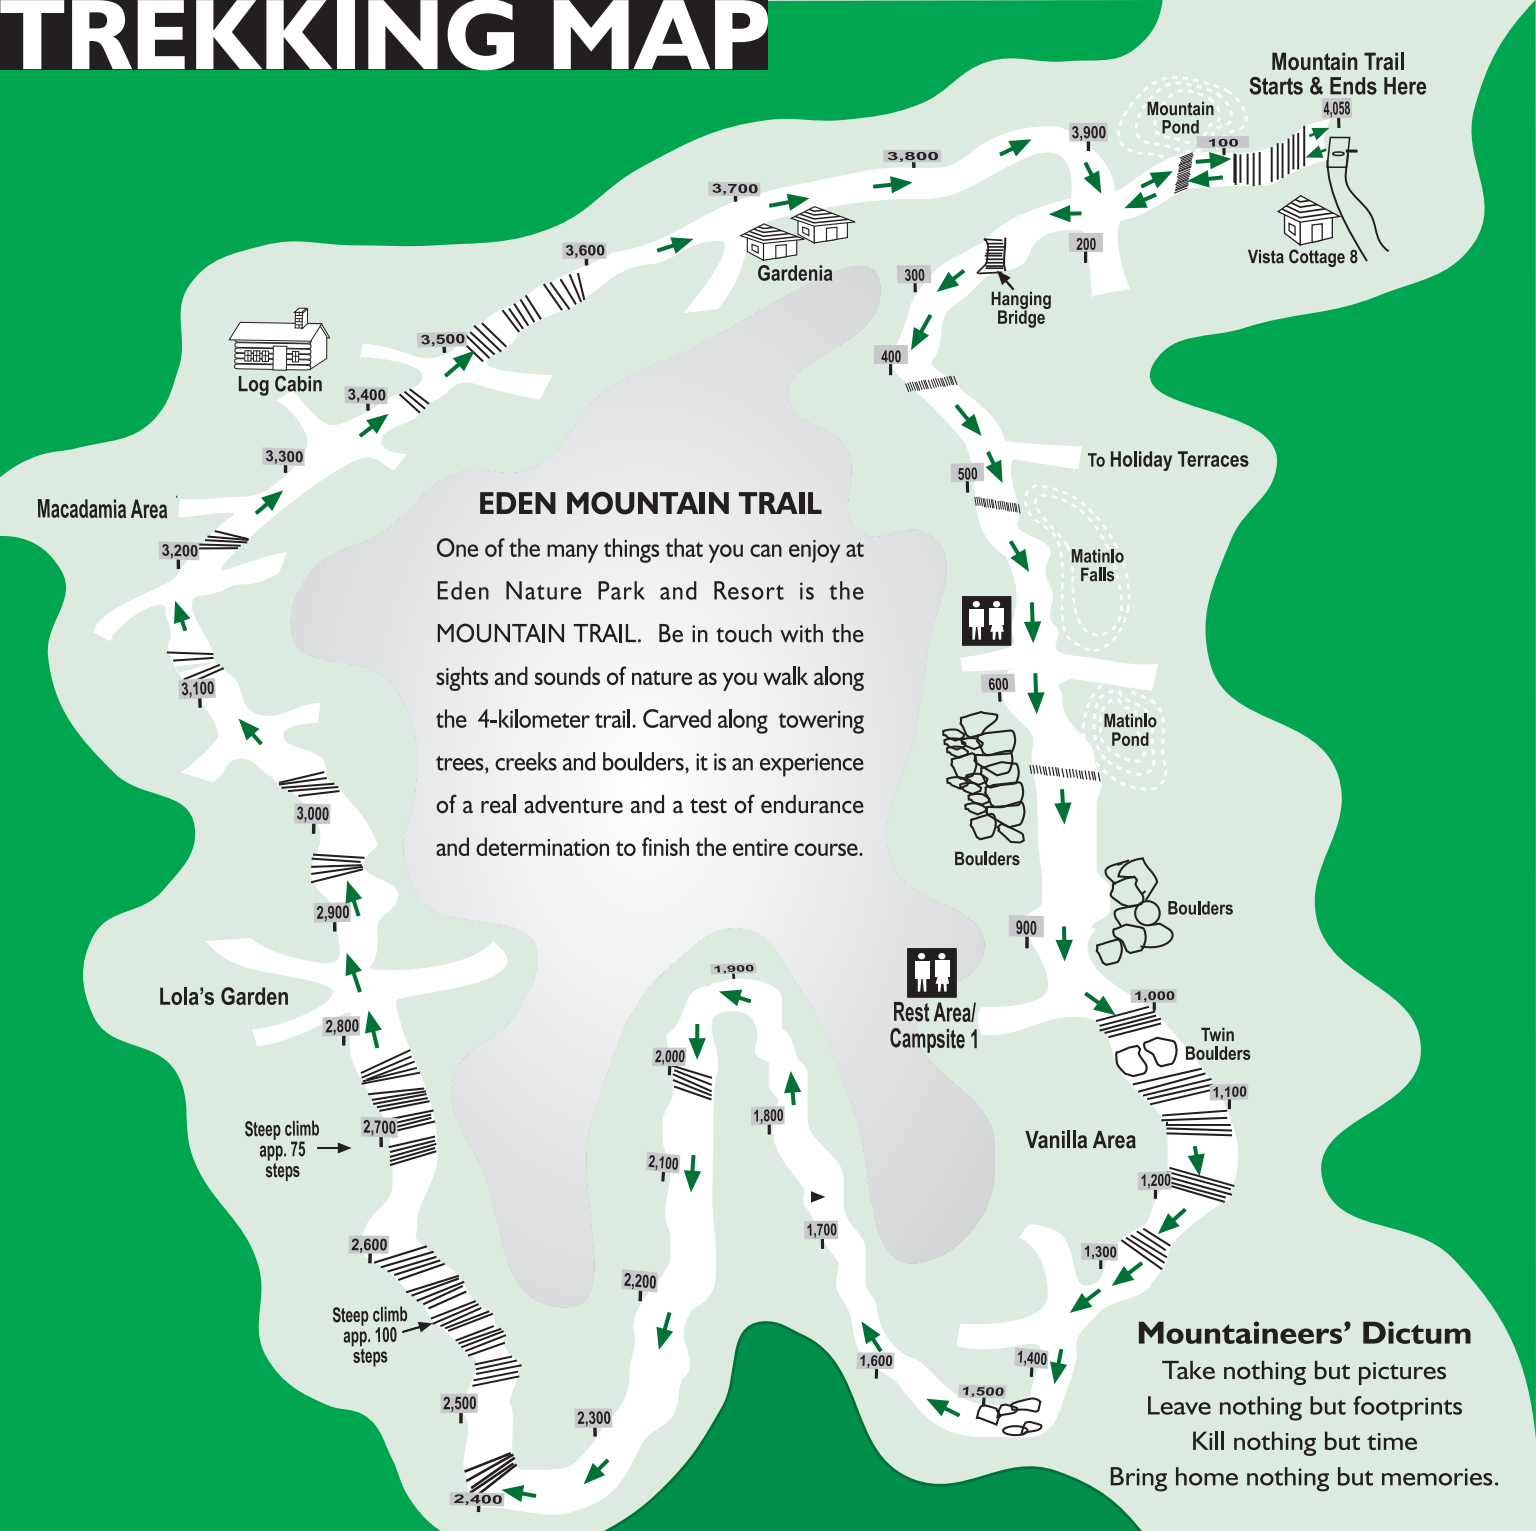 TREKKING MAP
Mountain Trail
Starts & Ends Here
4,058
Mountain
Pond
100
3,900
3,800
3,700
3,600
Gardenia
200
Vista Cottage 8
300
Hanging
Bridge
3,500
400
Log Cabin
3,400
3,300
To Holiday Terraces
500
Macadamia Area
3,200
Matinlo
Falls
EDEN MOUNTAIN TRAIL
One of the many things that you can enjoy at
Eden Nature Park and Resort is the
MOUNTAIN TRAIL. Be in touch with the
sights and sounds of nature as you walk along
the 4-kilometer trail. Carved along towering
trees, creeks and boulders, it is an experience
of a real adventure and a test of endurance
and determination to finish the entire course.
600
3,100
Matinlo
Pond
3,000
Boulders
2,900
900
Boulders
Lola's Garden
1,900
Rest Area/
Campsite 1
1,000
2,800
Twin
Boulders
2,000
1,100
1,800
2,700
Steep climb
app. 75
steps
Vanilla Area
2,100
1,200
1,700
2,600
1,300
2,200
Steep climb
app. 100
steps
1,600
1,400
1,500
2,500
2,300
2,400
Mountaineers' Dictum
Take nothing but pictures
Leave nothing but footprints
Kill nothing but time
Bring home nothing but memories.